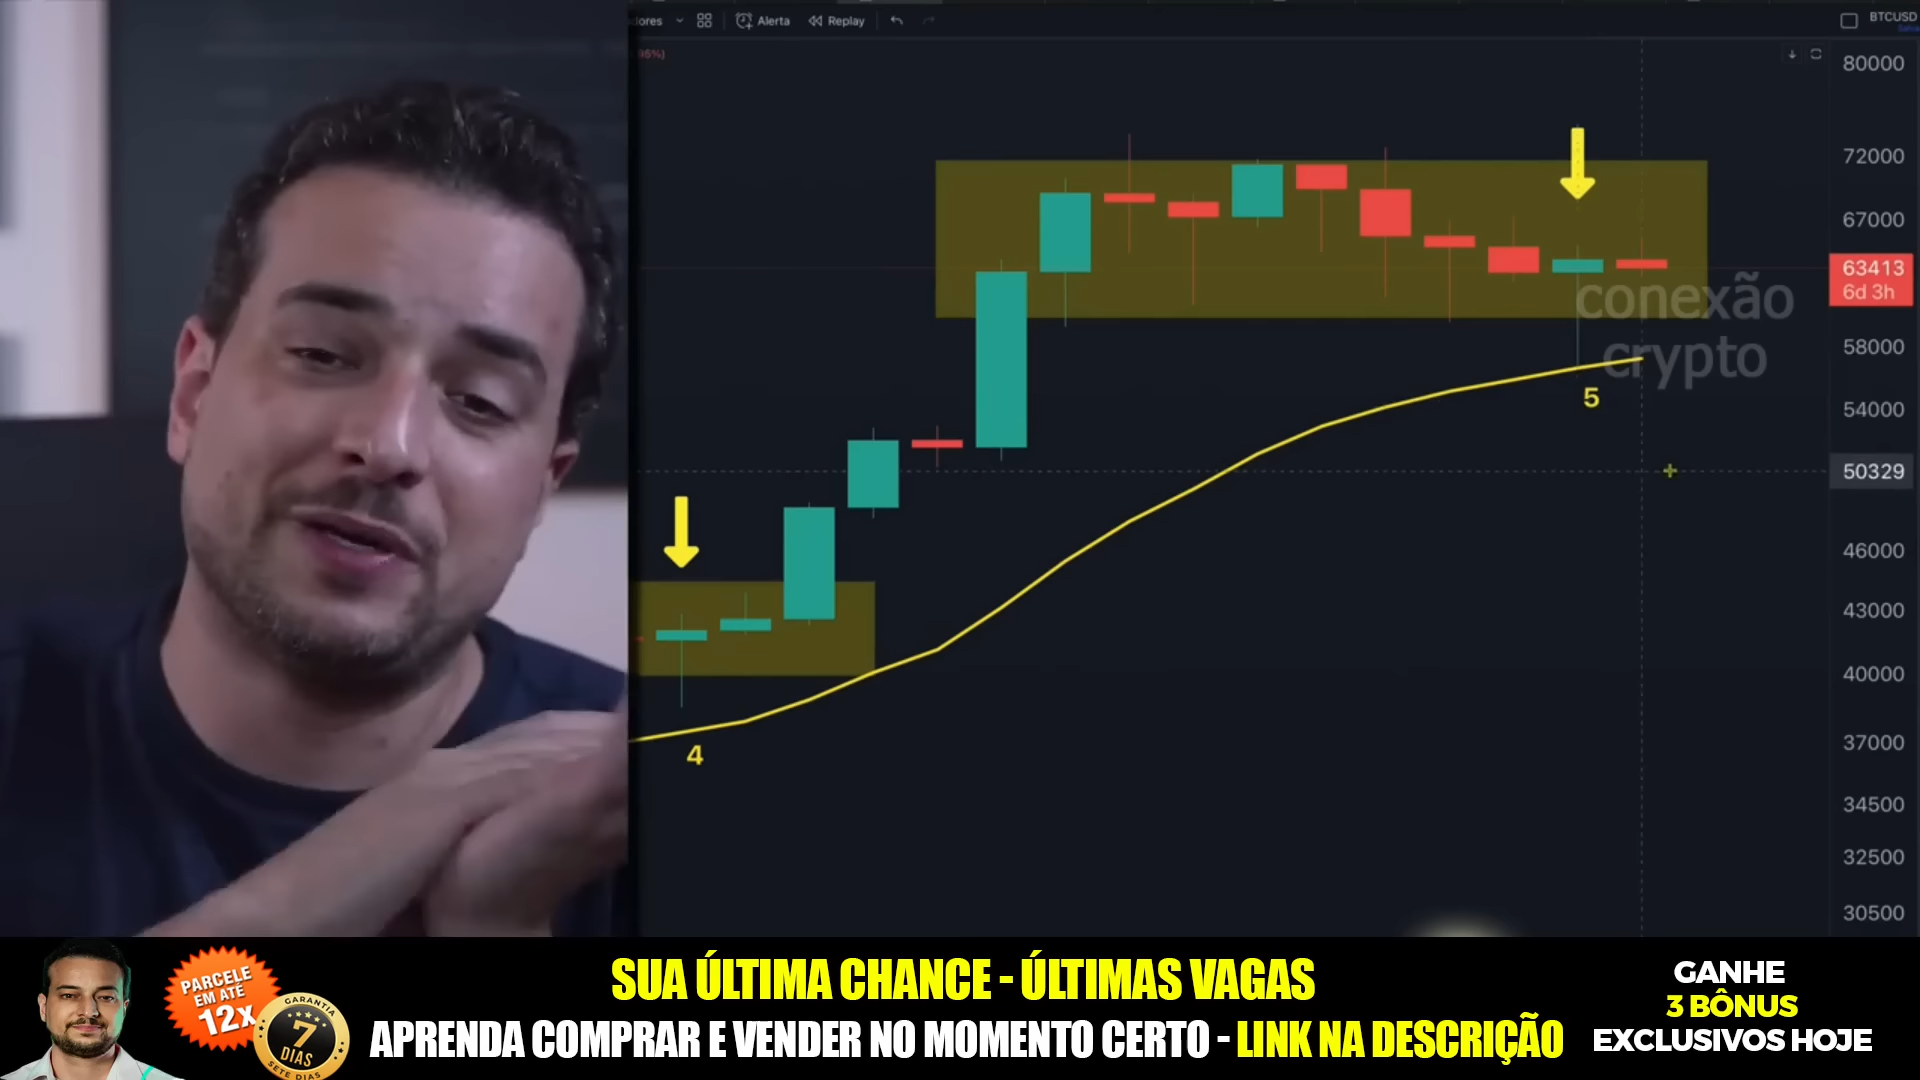 dores
Alerta
Replay
BTCUSD
96%)
80000
72000
67000
63413
6d 3h
58000
54000
50329
46000
43000
40000
37000
34500
32500
30500
conexão
crypto
5
4
PARCELE
EM ATÉ
12x
GARANTIA
7
DIAS
SETE DIAS
SUA ÚLTIMA CHANCE - ÚLTIMAS VAGAS
APRENDA COMPRAR E VENDER NO MOMENTO CERTO - LINK NA DESCRIÇÃO
GANHE
3 BÔNUS
EXCLUSIVOS HOJE